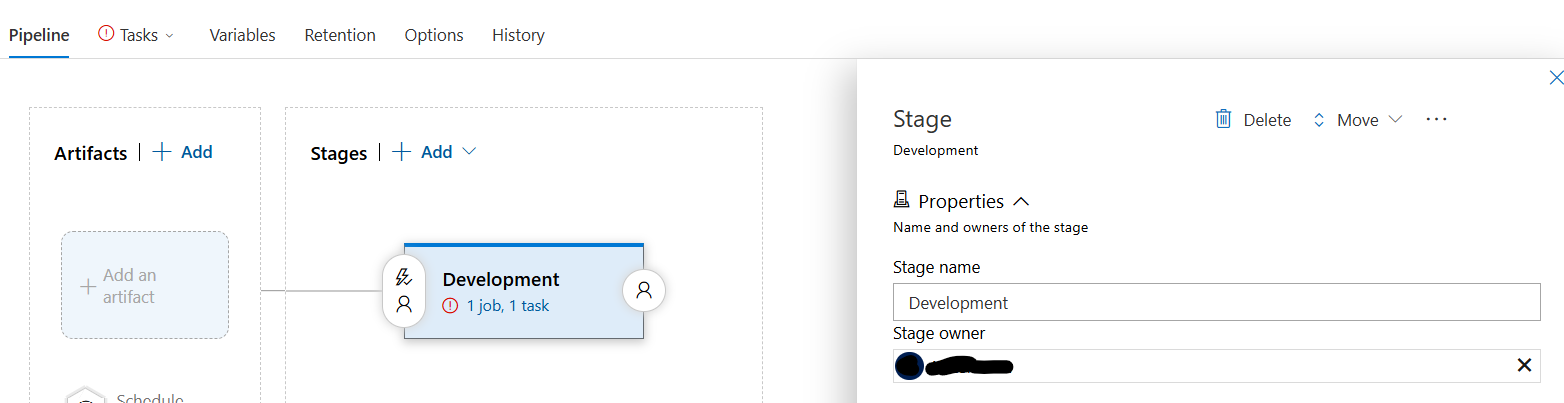 Pipeline Tasks Variables Retention Options History
Artifacts | Add
Stages | Add
Add an
artifact
Development
1 job, 1 task
Schedule
Stage
Delete Move ...
Development
Properties
Name and owners of the stage
Stage name
Development
Stage owner